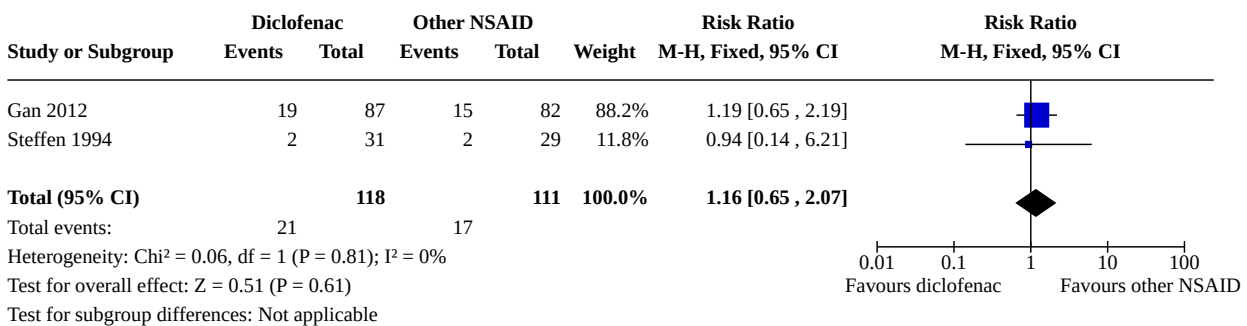 Diclofenac Other NSAID Risk Ratio Risk Ratio
Study or Subgroup Events Total Events Total Weight M-H, Fixed, 95% CI M-H, Fixed, 95% CI
Gan 2012 19 87 15 82 88.2% 1.19 [0.65 , 2.19]
Steffen 1994 2 31 2 29 11.8% 0.94 [0.14 , 6.21]
Total (95% CI) 118 111 100.0% 1.16 [0.65 , 2.07]
Total events: 21 17
Heterogeneity: Chi² = 0.06, df = 1 (P = 0.81); I² = 0%
0.01 0.1 1 10 100
Test for overall effect: Z = 0.51 (P = 0.61)
Favours diclofenac Favours other NSAID
Test for subgroup differences: Not applicable